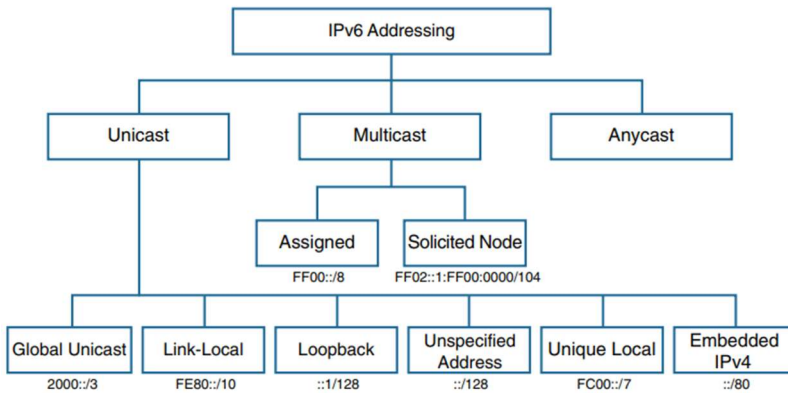 IPv6 Addressing
Unicast
Multicast
Anycast
Assigned
Solicited Node
FF00::/8
FF02::1:FF00:0000/104
Global Unicast
Link-Local
Loopback
Unspecified
Address
Unique Local
Embedded
IPv4
2000::/3
FE80::/10
::1/128
::/128
FC00::/7
::/80